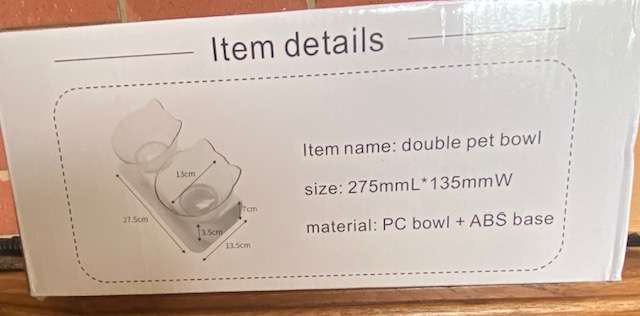 Item details
Item name: double pet bowl
size: 275mmL*135mmW
material: PC bowl + ABS base
13cm
27.5cm
7cm
3.5cm
13.5cm